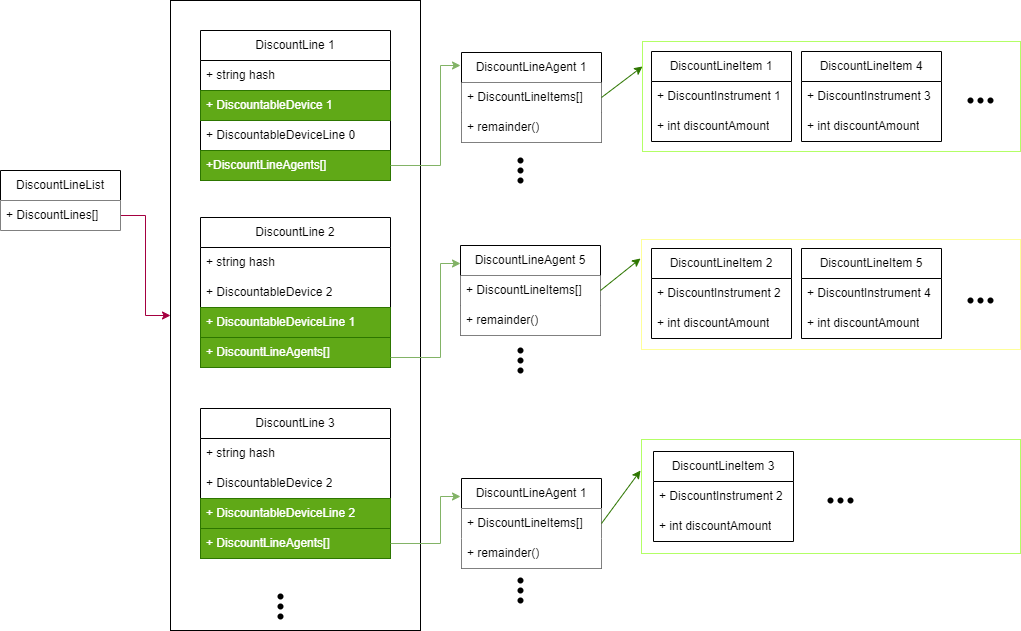 DiscountLineList
+ DiscountLines[]
DiscountLine 1
+ string hash
+ DiscountableDevice 1
+ DiscountableDeviceLine 0
+DiscountLineAgents[]
DiscountLine 2
+ string hash
+ DiscountableDevice 2
+ DiscountableDeviceLine 1
+ DiscountLineAgents[]
DiscountLine 3
+ string hash
+ DiscountableDevice 2
+ DiscountableDeviceLine 2
+ DiscountLineAgents[]
DiscountLineAgent 1
+ DiscountLineItems[]
+ remainder()
DiscountLineAgent 5
+ DiscountLineItems[]
+ remainder()
DiscountLineAgent 1
+ DiscountLineItems[]
+ remainder()
DiscountLineItem 1
+ DiscountInstrument 1
+ int discountAmount
DiscountLineItem 4
+ DiscountInstrument 3
+ int discountAmount
DiscountLineItem 2
+ DiscountInstrument 2
+ int discountAmount
DiscountLineItem 5
+ DiscountInstrument 4
+ int discountAmount
DiscountLineItem 3
+ DiscountInstrument 2
+ int discountAmount